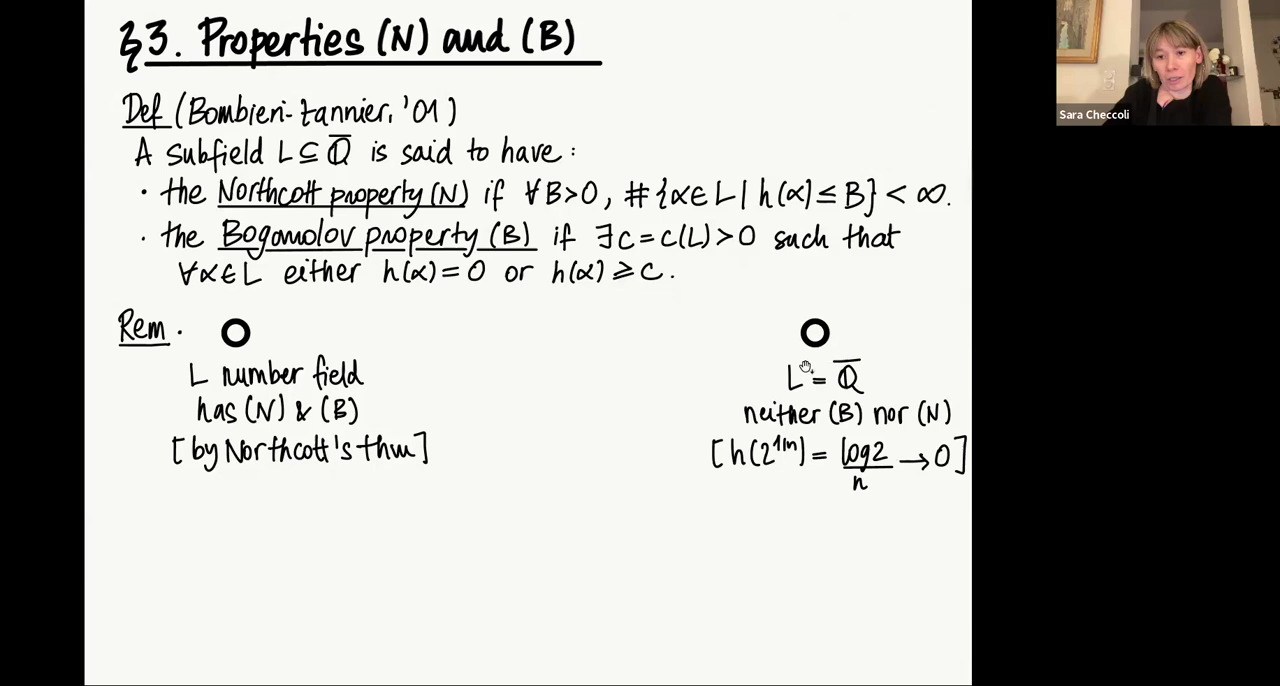 §3. Properties (N) and (B)
Def (Bombieri-Zannier, '01)
A subfield L ⊆ Q̅ is said to have:
· the Northcott property (N) if ∀B>0, #{α∈L | h(α) ≤ B} < ∞.
· the Bogomolov property (B) if ∃c=c(L)>0 such that
∀α∈L either h(α)=0 or h(α) ≥ c.
Rem.
L number field
has (N) & (B)
[by Northcott's thm]
L = Q̅
neither (B) nor (N)
[h(2^{1/n}) = log2/n → 0]
Sara Checcoli